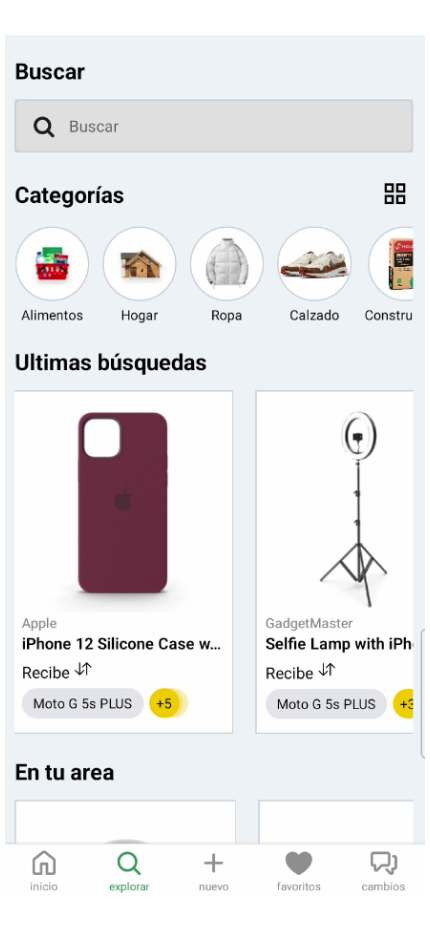 Buscar
Buscar
Categorías
Alimentos
Hogar
Ropa
Calzado
Constru
Ultimas búsquedas
Apple
iPhone 12 Silicone Case w...
Recibe
Moto G 5s PLUS
+5
GadgetMaster
Selfie Lamp with iPh
Recibe
Moto G 5s PLUS
+3
En tu area
inicio
explorar
nuevo
favoritos
cambios